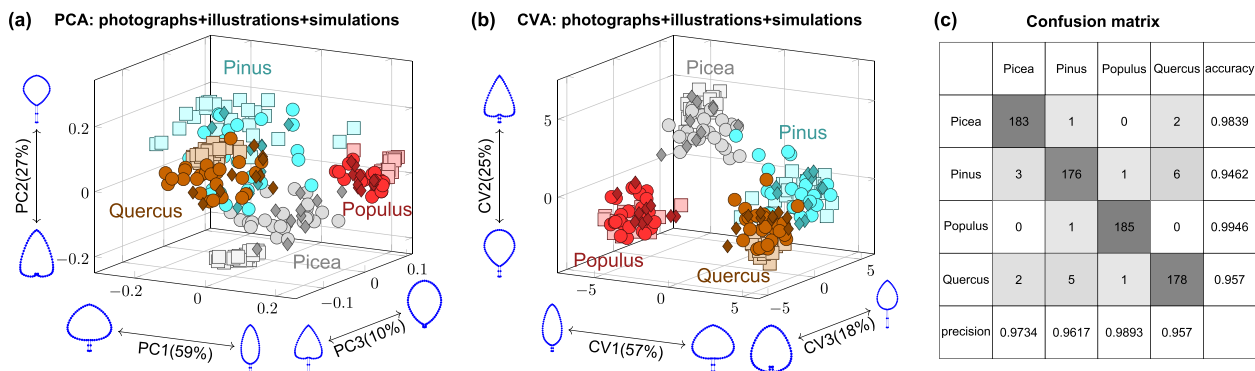 (a) PCA: photographs+illustrations+simulations
Pinus
Quercus
Populus
Picea
0.2
0
−0.2
PC2(27%)
−0.2
0
0.2
PC1(59%)
−0.1
0
0.1
PC3(10%)
(b) CVA: photographs+illustrations+simulations
Picea
Pinus
Populus
Quercus
5
0
CV2(25%)
−5
0
5
CV1(57%)
−5
0
5
CV3(18%)
(c) Confusion matrix
Picea Pinus Populus Quercus accuracy
Picea 183 1 0 2 0.9839
Pinus 3 176 1 6 0.9462
Populus 0 1 185 0 0.9946
Quercus 2 5 1 178 0.957
precision 0.9734 0.9617 0.9893 0.957